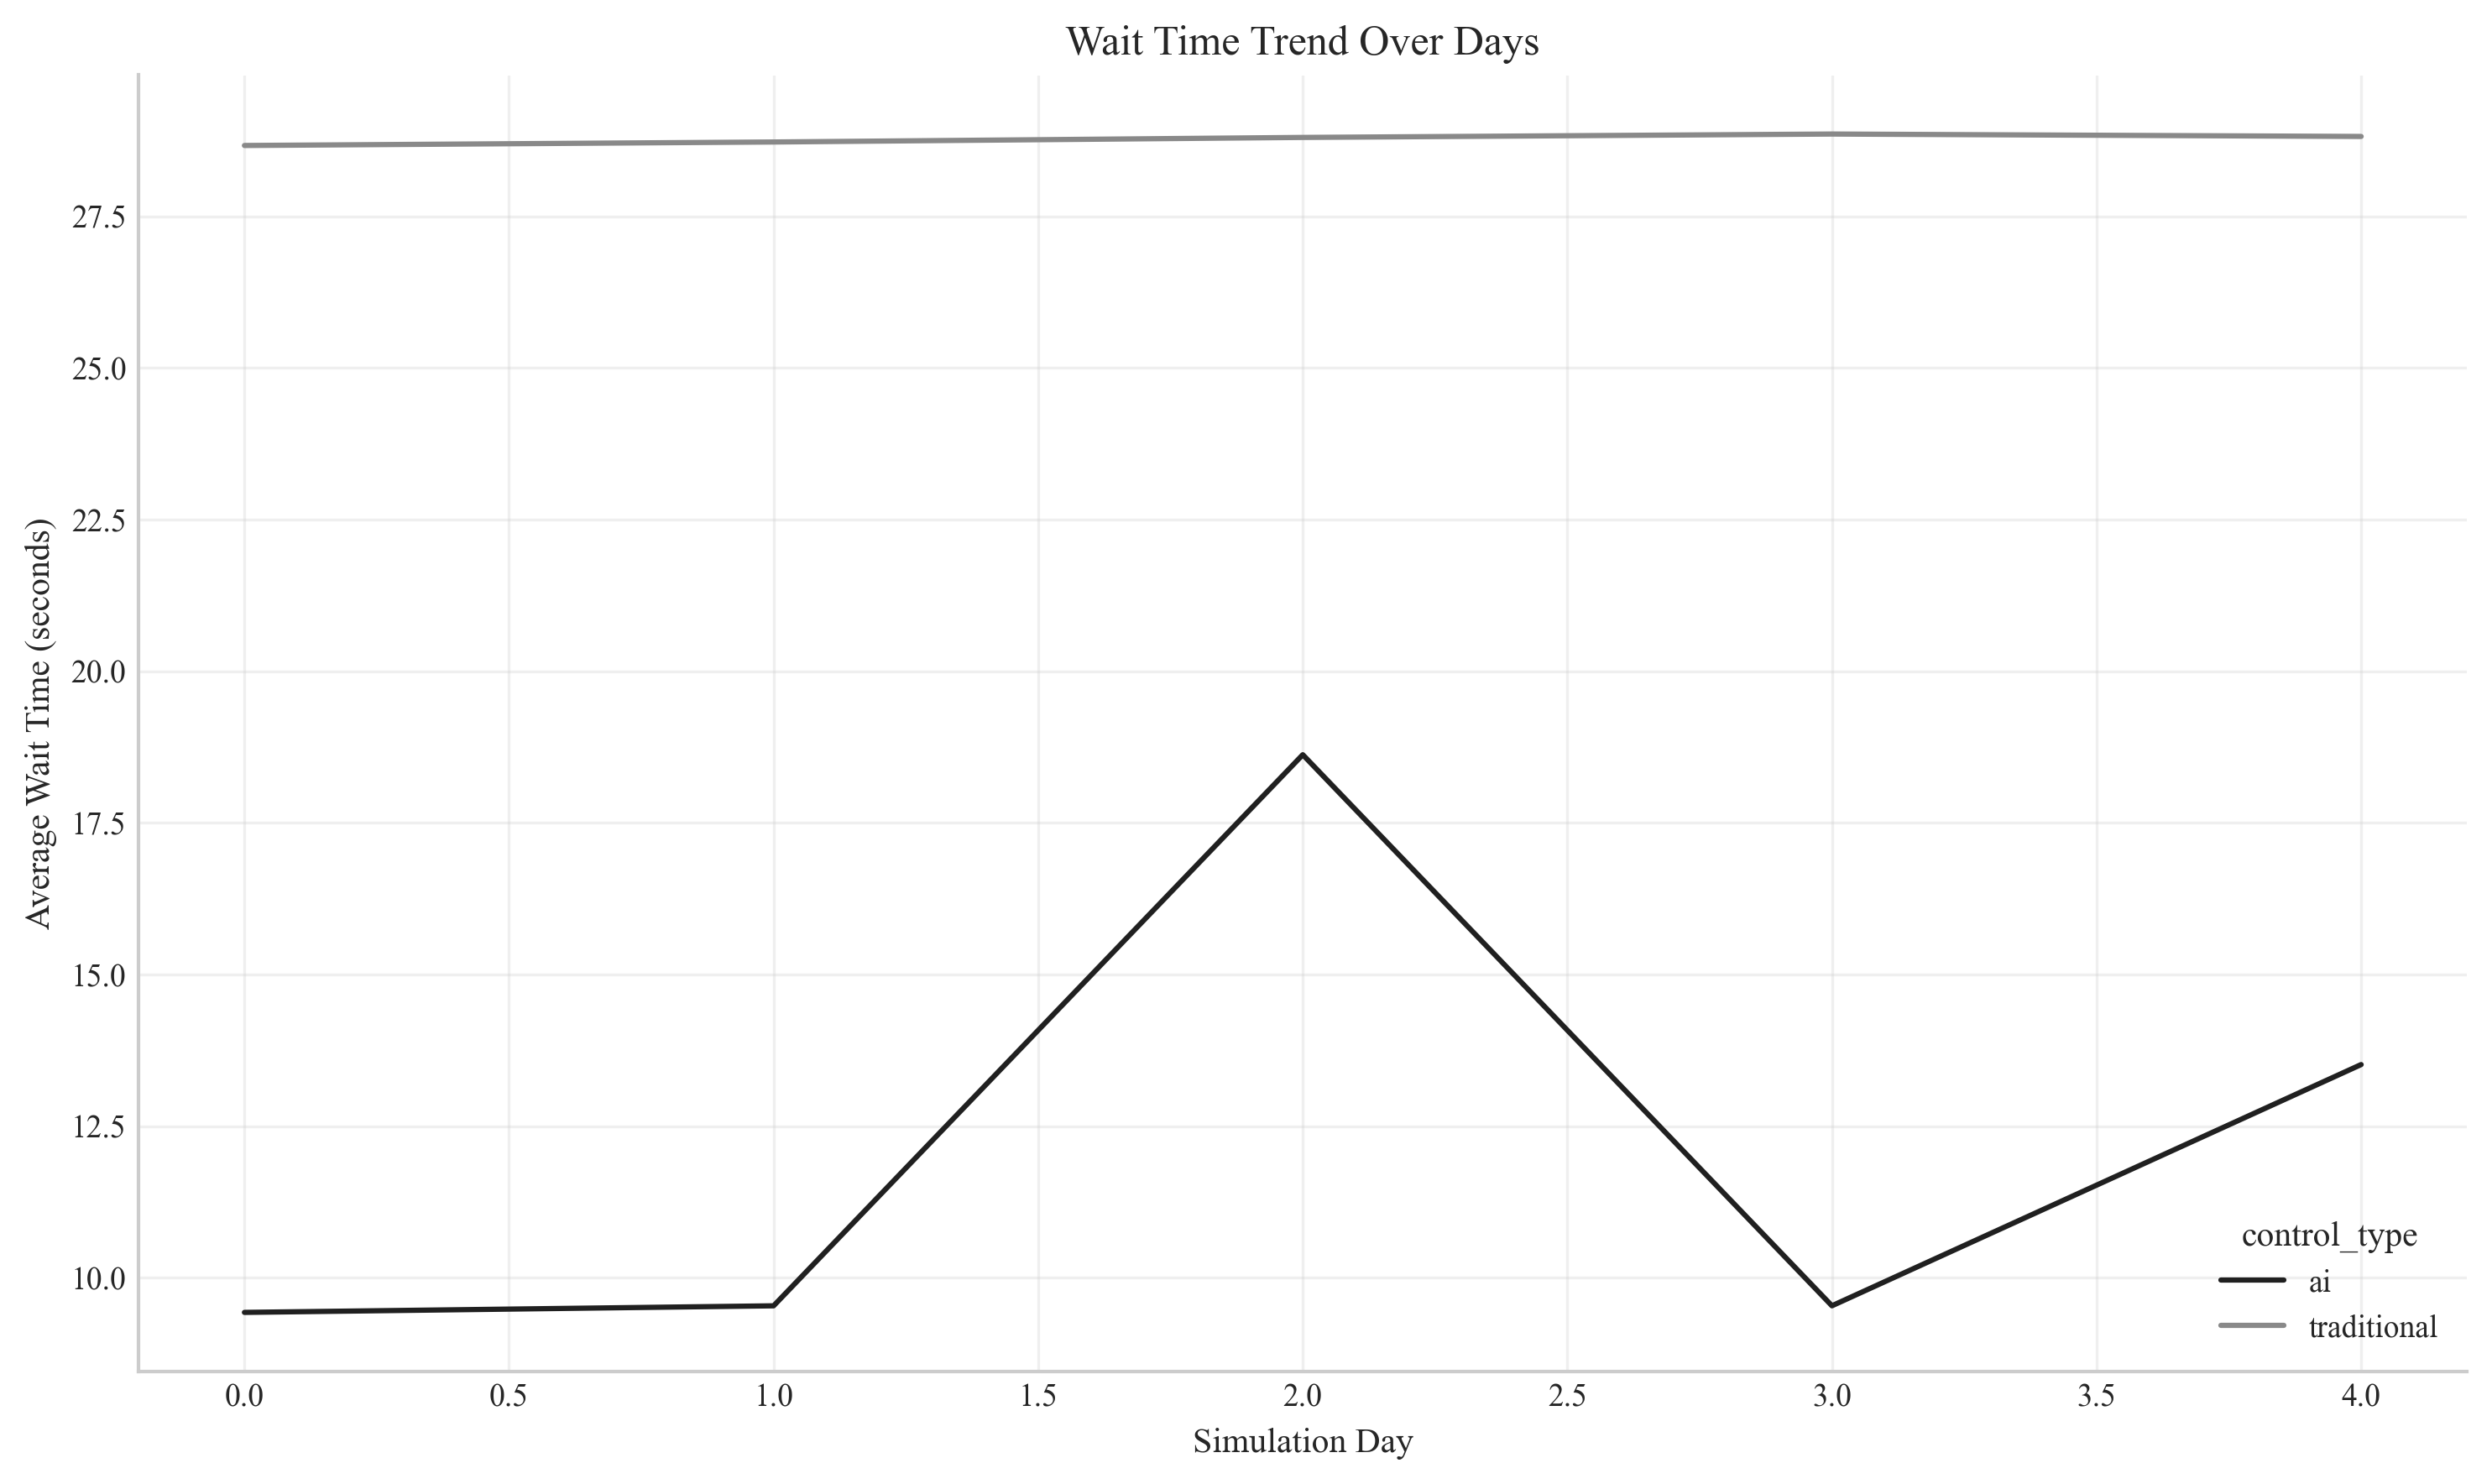 Wait Time Trend Over Days
Average Wait Time (seconds)
27.5
25.0
22.5
20.0
17.5
15.0
12.5
10.0
control_type
ai
traditional
0.0 0.5 1.0 1.5 2.0 2.5 3.0 3.5 4.0
Simulation Day